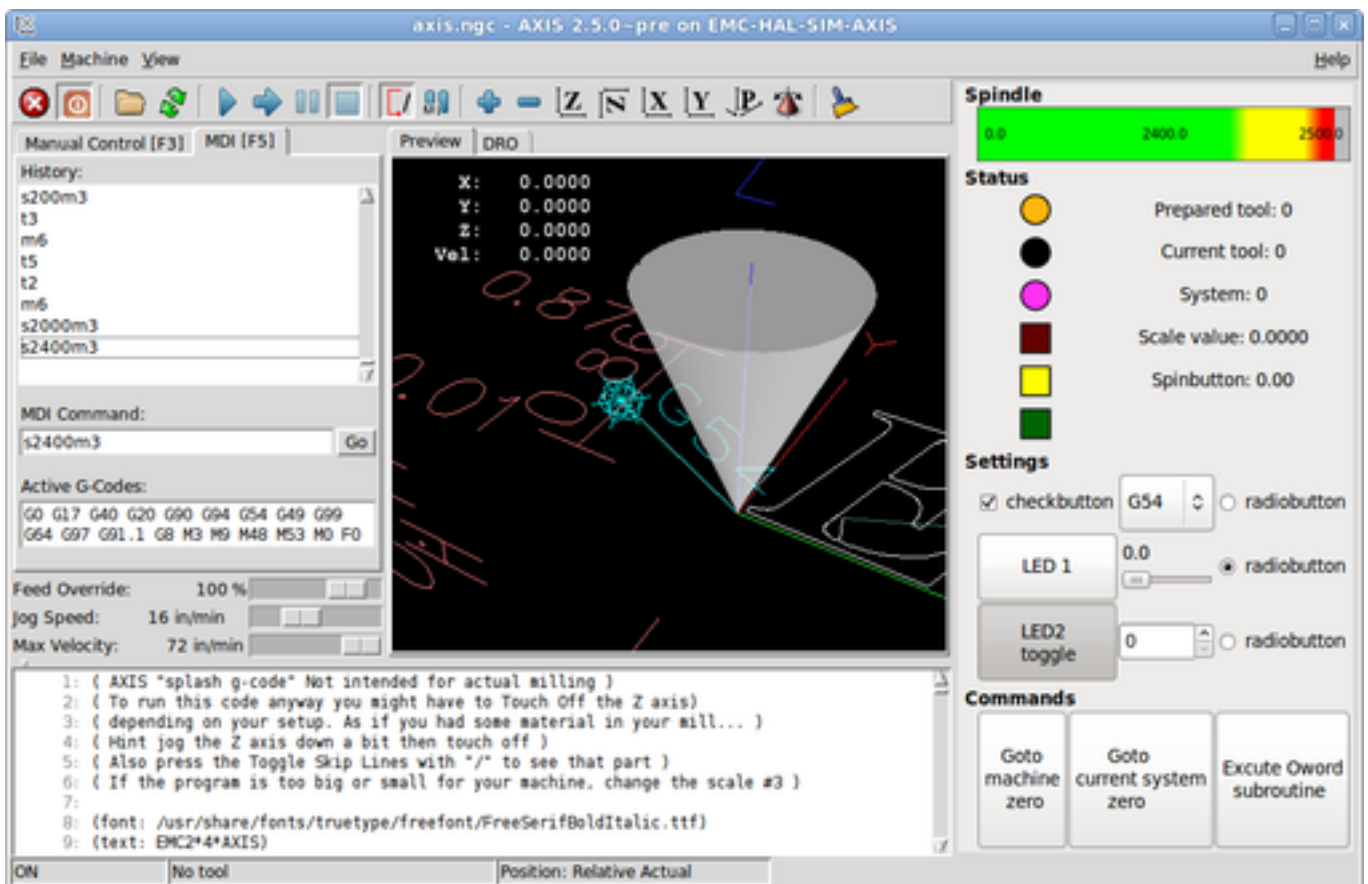 axis.ngc - AXIS 2.5.0~pre on EMC-HAL-SIM-AXIS
File Machine View Help
Manual Control [F3] MDI [F5]
History:
s200m3
t3
m6
t5
t2
m6
s2000m3
s2400m3
MDI Command:
s2400m3 Go
Active G-Codes:
G0 G17 G40 G20 G90 G94 G54 G49 G99
G64 G97 G91.1 G8 M3 M9 M48 M53 M0 F0
Feed Override: 100 %
Jog Speed: 16 in/min
Max Velocity: 72 in/min
Preview DRO
X: 0.0000
Y: 0.0000
Z: 0.0000
Vel: 0.0000
Spindle
0.0 2400.0 2500.0
Status
Prepared tool: 0
Current tool: 0
System: 0
Scale value: 0.0000
Spinbutton: 0.00
Settings
checkbutton G54 radiobutton
LED 1 0.0 radiobutton
LED2
toggle
0 radiobutton
Commands
Goto
machine
zero
Goto
current system
zero
Excute Oword
subroutine
1: ( AXIS "splash g-code" Not intended for actual milling )
2: ( To run this code anyway you might have to Touch Off the Z axis)
3: ( depending on your setup. As if you had some material in your mill... )
4: ( Hint jog the Z axis down a bit then touch off )
5: ( Also press the Toggle Skip Lines with "/" to see that part )
6: ( If the program is too big or small for your machine, change the scale #3 )
7:
8: (font: /usr/share/fonts/truetype/freefont/FreeSerifBoldItalic.ttf)
9: (text: EMC2*4*AXIS)
ON No tool Position: Relative Actual